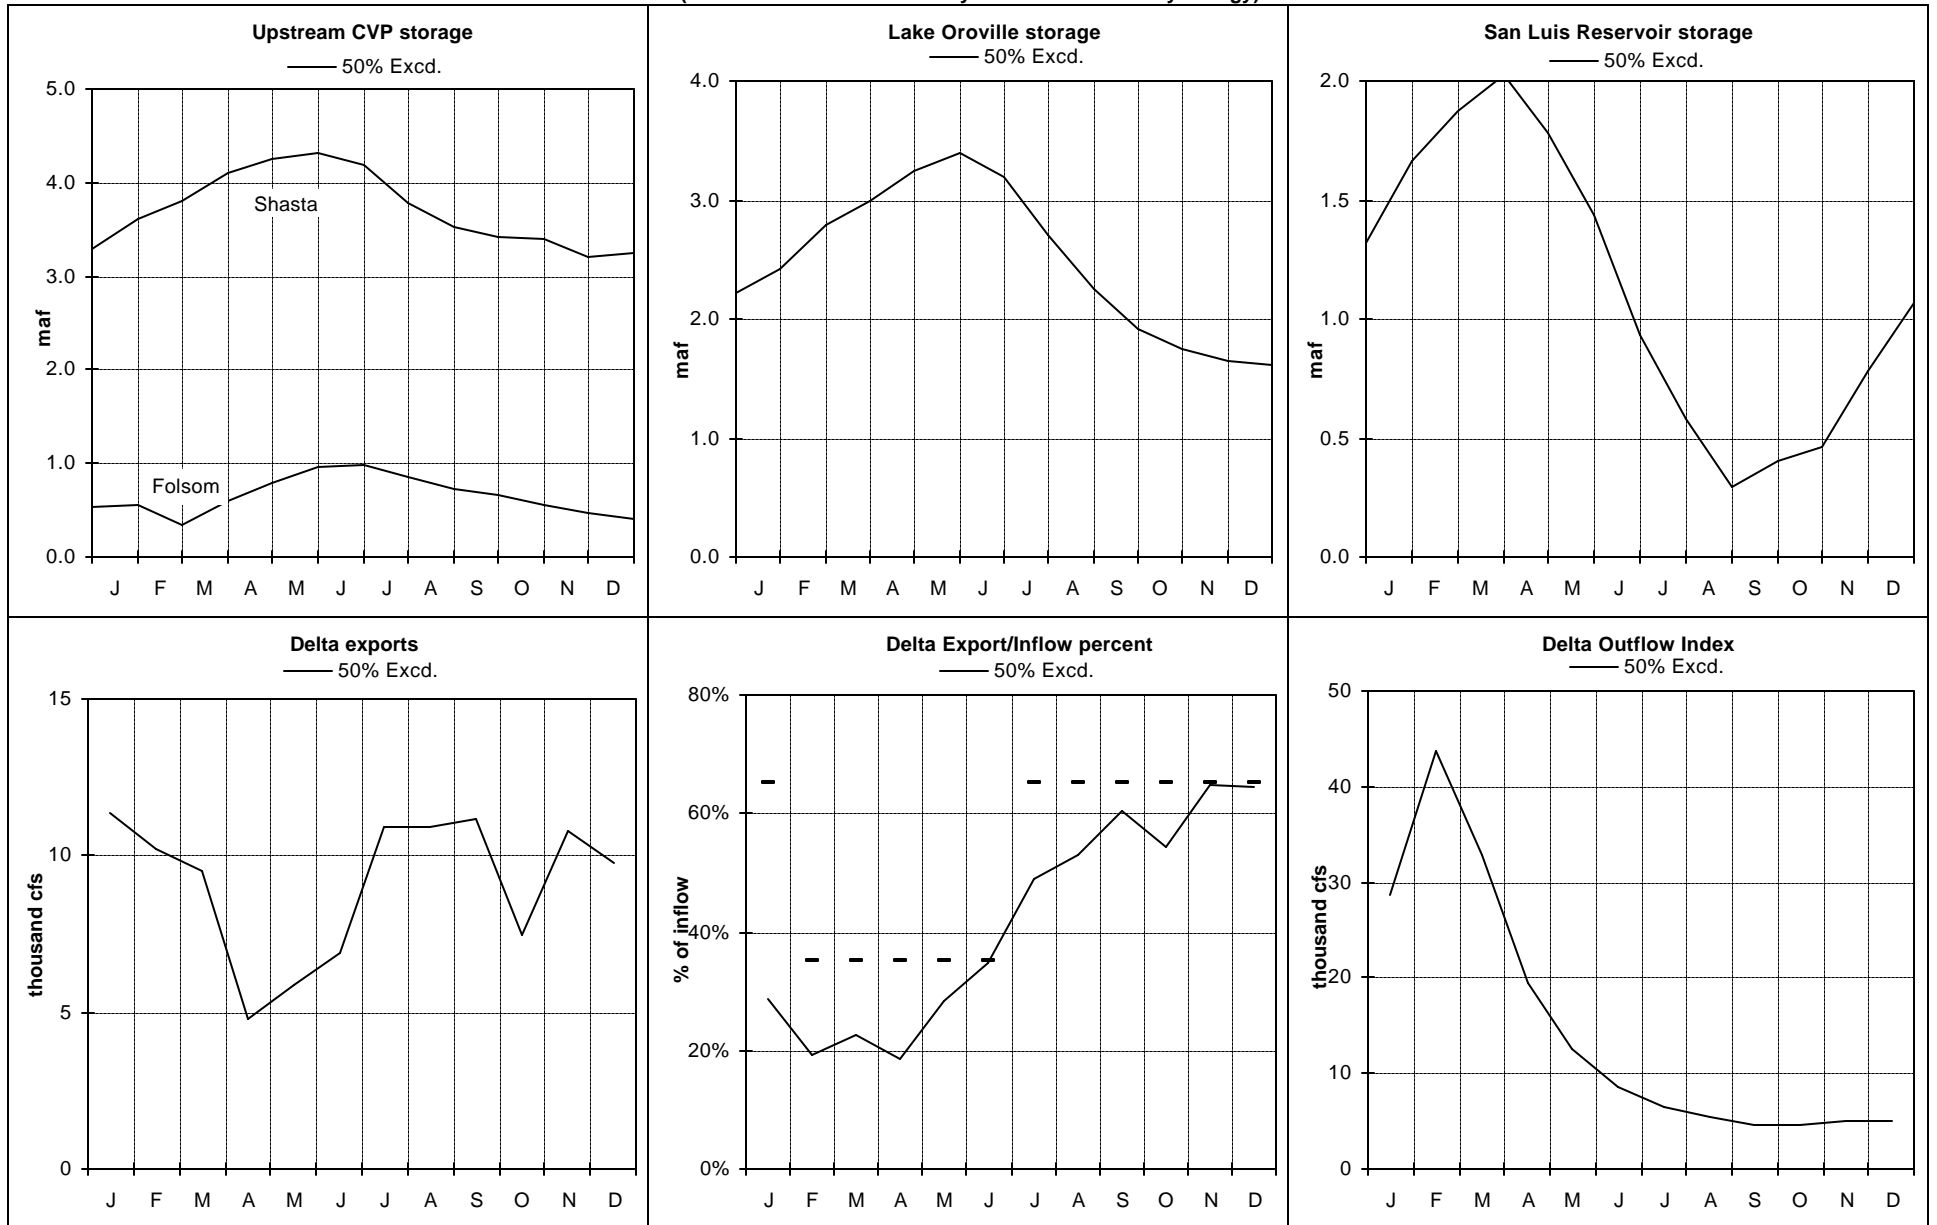 Upstream CVP storage
50% Excd.
5.0
4.0
3.0
2.0
1.0
0.0
maf
Shasta
Folsom
J F M A M J J A S O N D
Lake Oroville storage
50% Excd.
4.0
3.0
2.0
1.0
0.0
maf
J F M A M J J A S O N D
San Luis Reservoir storage
50% Excd.
2.0
1.5
1.0
0.5
0.0
maf
J F M A M J J A S O N D
Delta exports
50% Excd.
15
10
5
0
thousand cfs
J F M A M J J A S O N D
Delta Export/Inflow percent
50% Excd.
80%
60%
40%
20%
0%
% of inflow
J F M A M J J A S O N D
Delta Outflow Index
50% Excd.
50
40
30
20
10
0
thousand cfs
J F M A M J J A S O N D